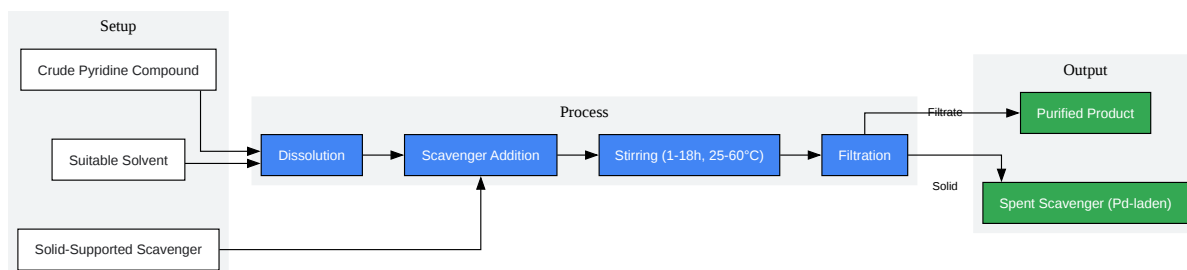 Setup
Crude Pyridine Compound
Suitable Solvent
Solid-Supported Scavenger
Process
Dissolution
Scavenger Addition
Stirring (1-18h, 25-60°C)
Filtration
Filtrate
Solid
Output
Purified Product
Spent Scavenger (Pd-laden)